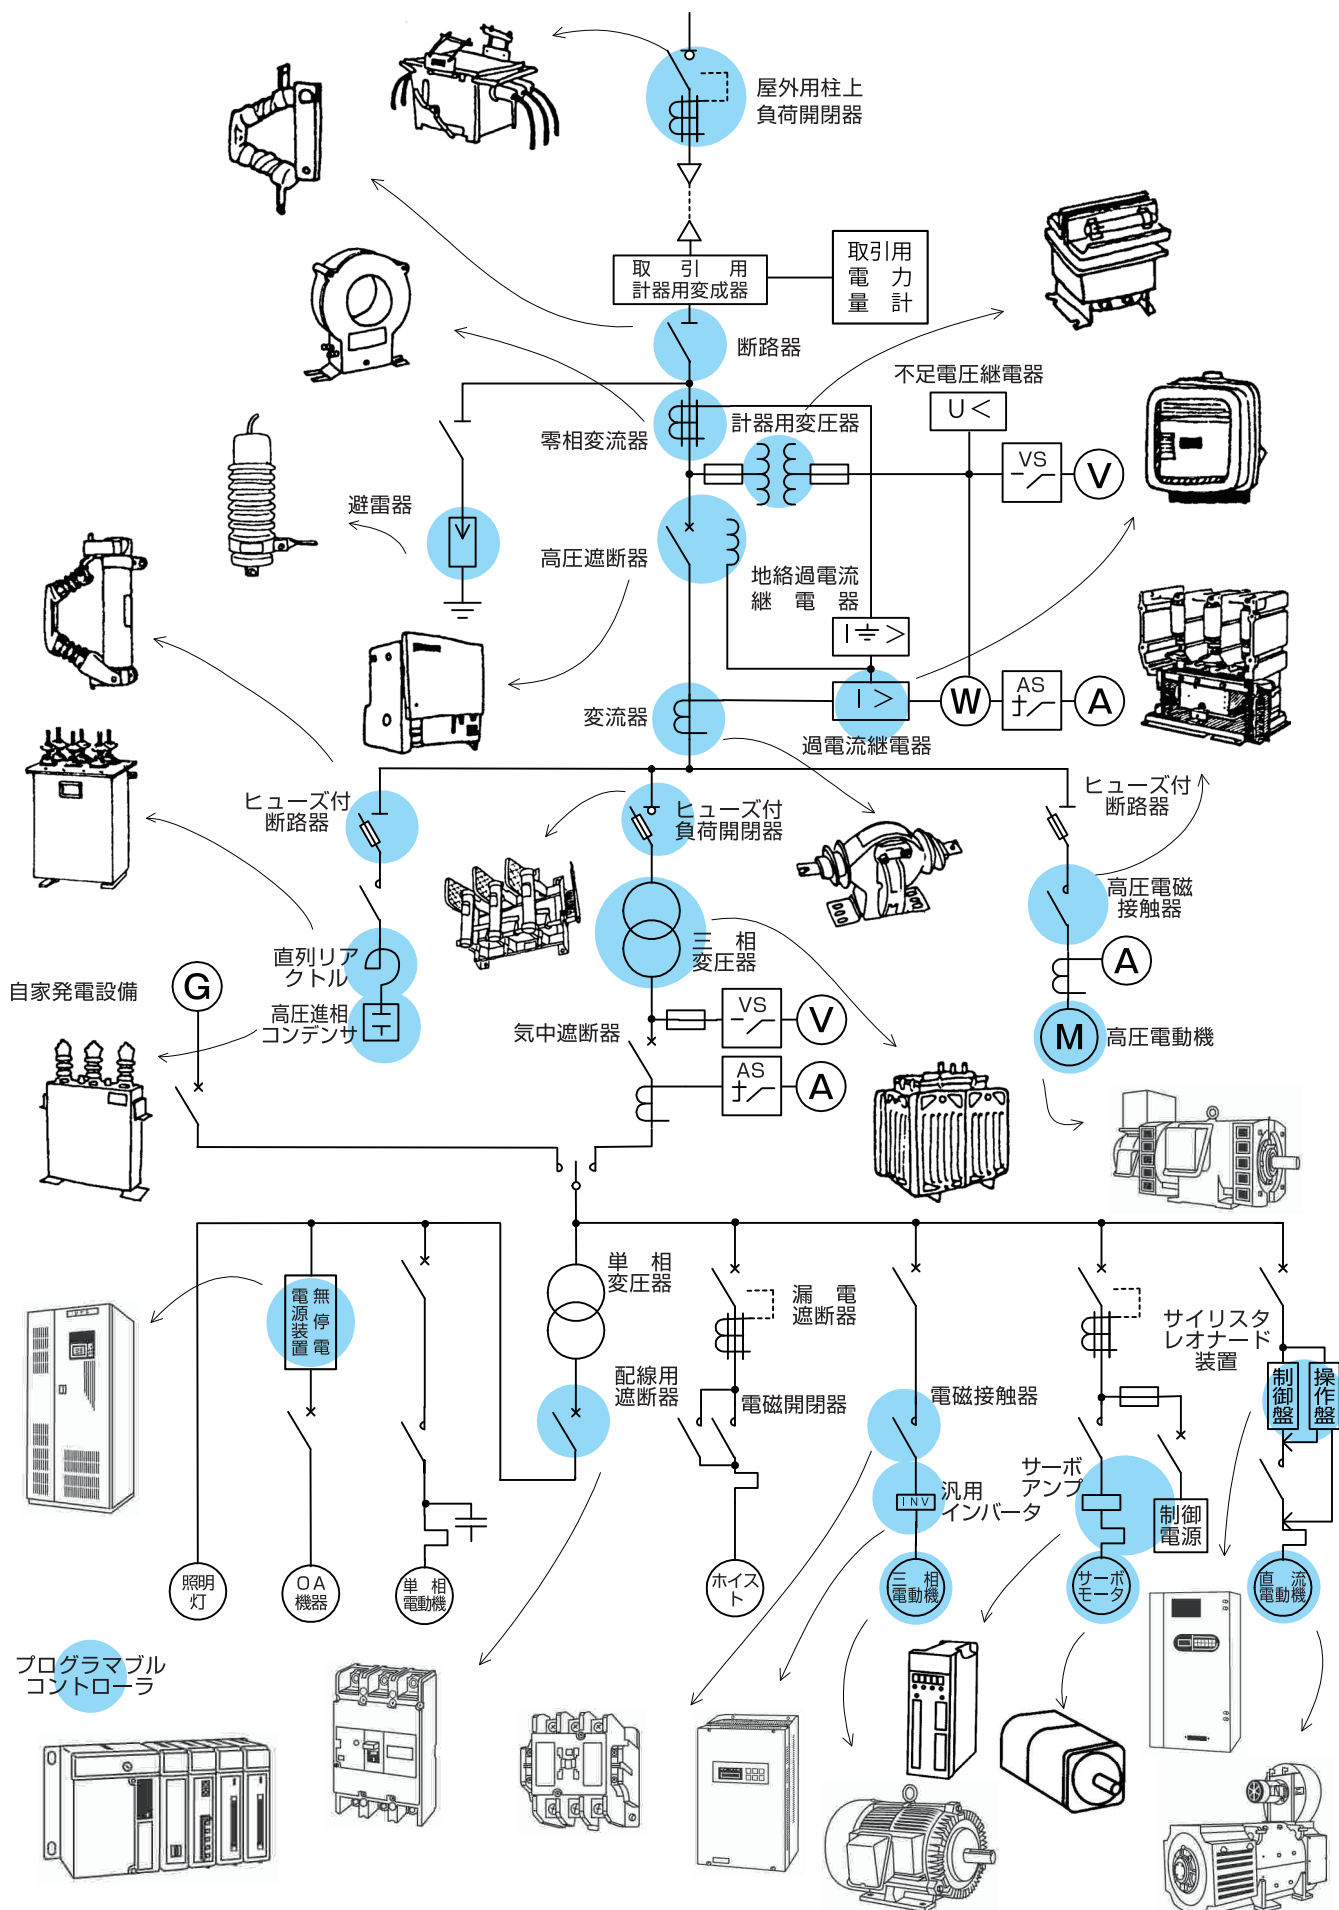 屋外用柱上
負荷開閉器
取引用
計器用変成器
取引用
電力
量計
断路器
不足電圧継電器
U<
零相変流器
計器用変圧器
VS
V
避雷器
高圧遮断器
地絡過電流
継電器
I⏚>
変流器
I>
W
AS
A
過電流継電器
ヒューズ付
断路器
ヒューズ付
負荷開閉器
ヒューズ付
断路器
高圧電磁
接触器
三相
変圧器
直列リア
クトル
A
自家発電設備
G
高圧進相
コンデンサ
気中遮断器
VS
V
M
高圧電動機
AS
A
単相
変圧器
無停電
電源装置
漏電
遮断器
サイリスタ
レオナード
装置
配線用
遮断器
電磁開閉器
電磁接触器
制御盤
操作盤
サーボ
アンプ
INV
汎用
インバータ
制御
電源
照明
灯
OA
機器
単相
電動機
ホイス
ト
三相
電動機
サーボ
モータ
直流
電動機
プログラマブル
コントローラ